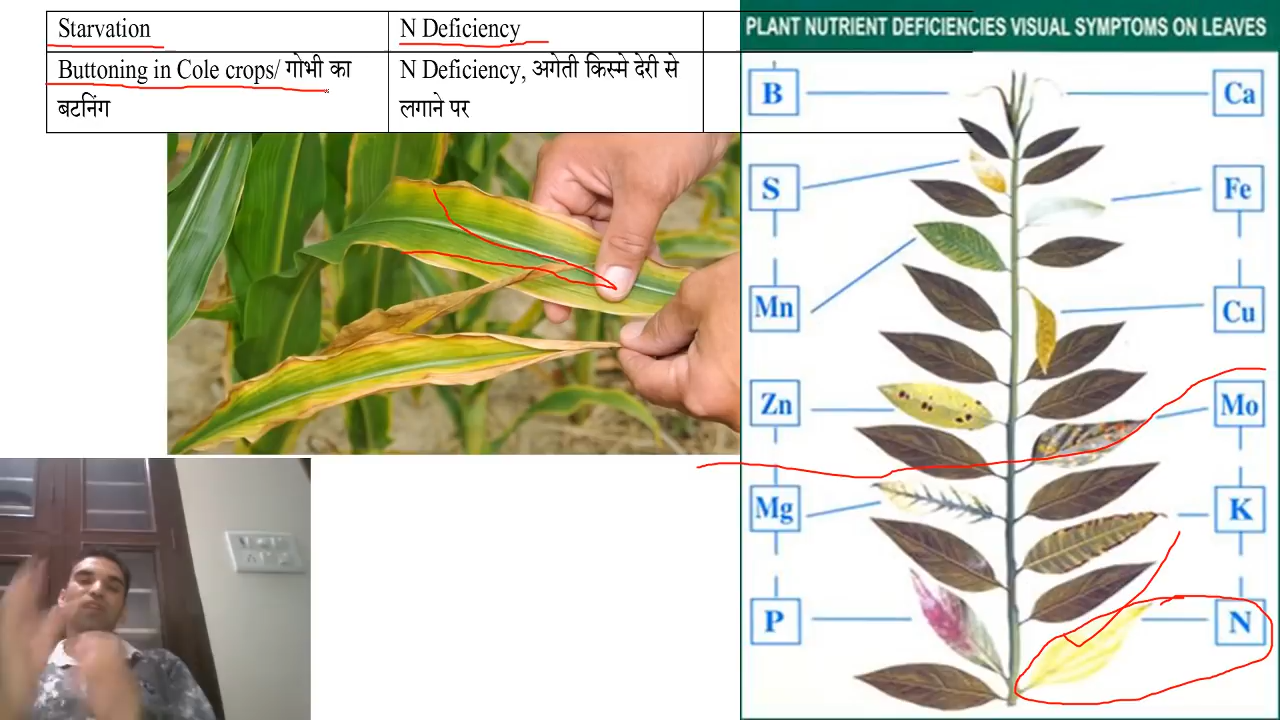 Starvation
N Deficiency
Buttoning in Cole crops/ गोभी का
बटनिंग
N Deficiency, अगेती किस्मे देरी से
लगाने पर
PLANT NUTRIENT DEFICIENCIES VISUAL SYMPTOMS ON LEAVES
B
Ca
S
Fe
Mn
Cu
Zn
Mo
Mg
K
P
N